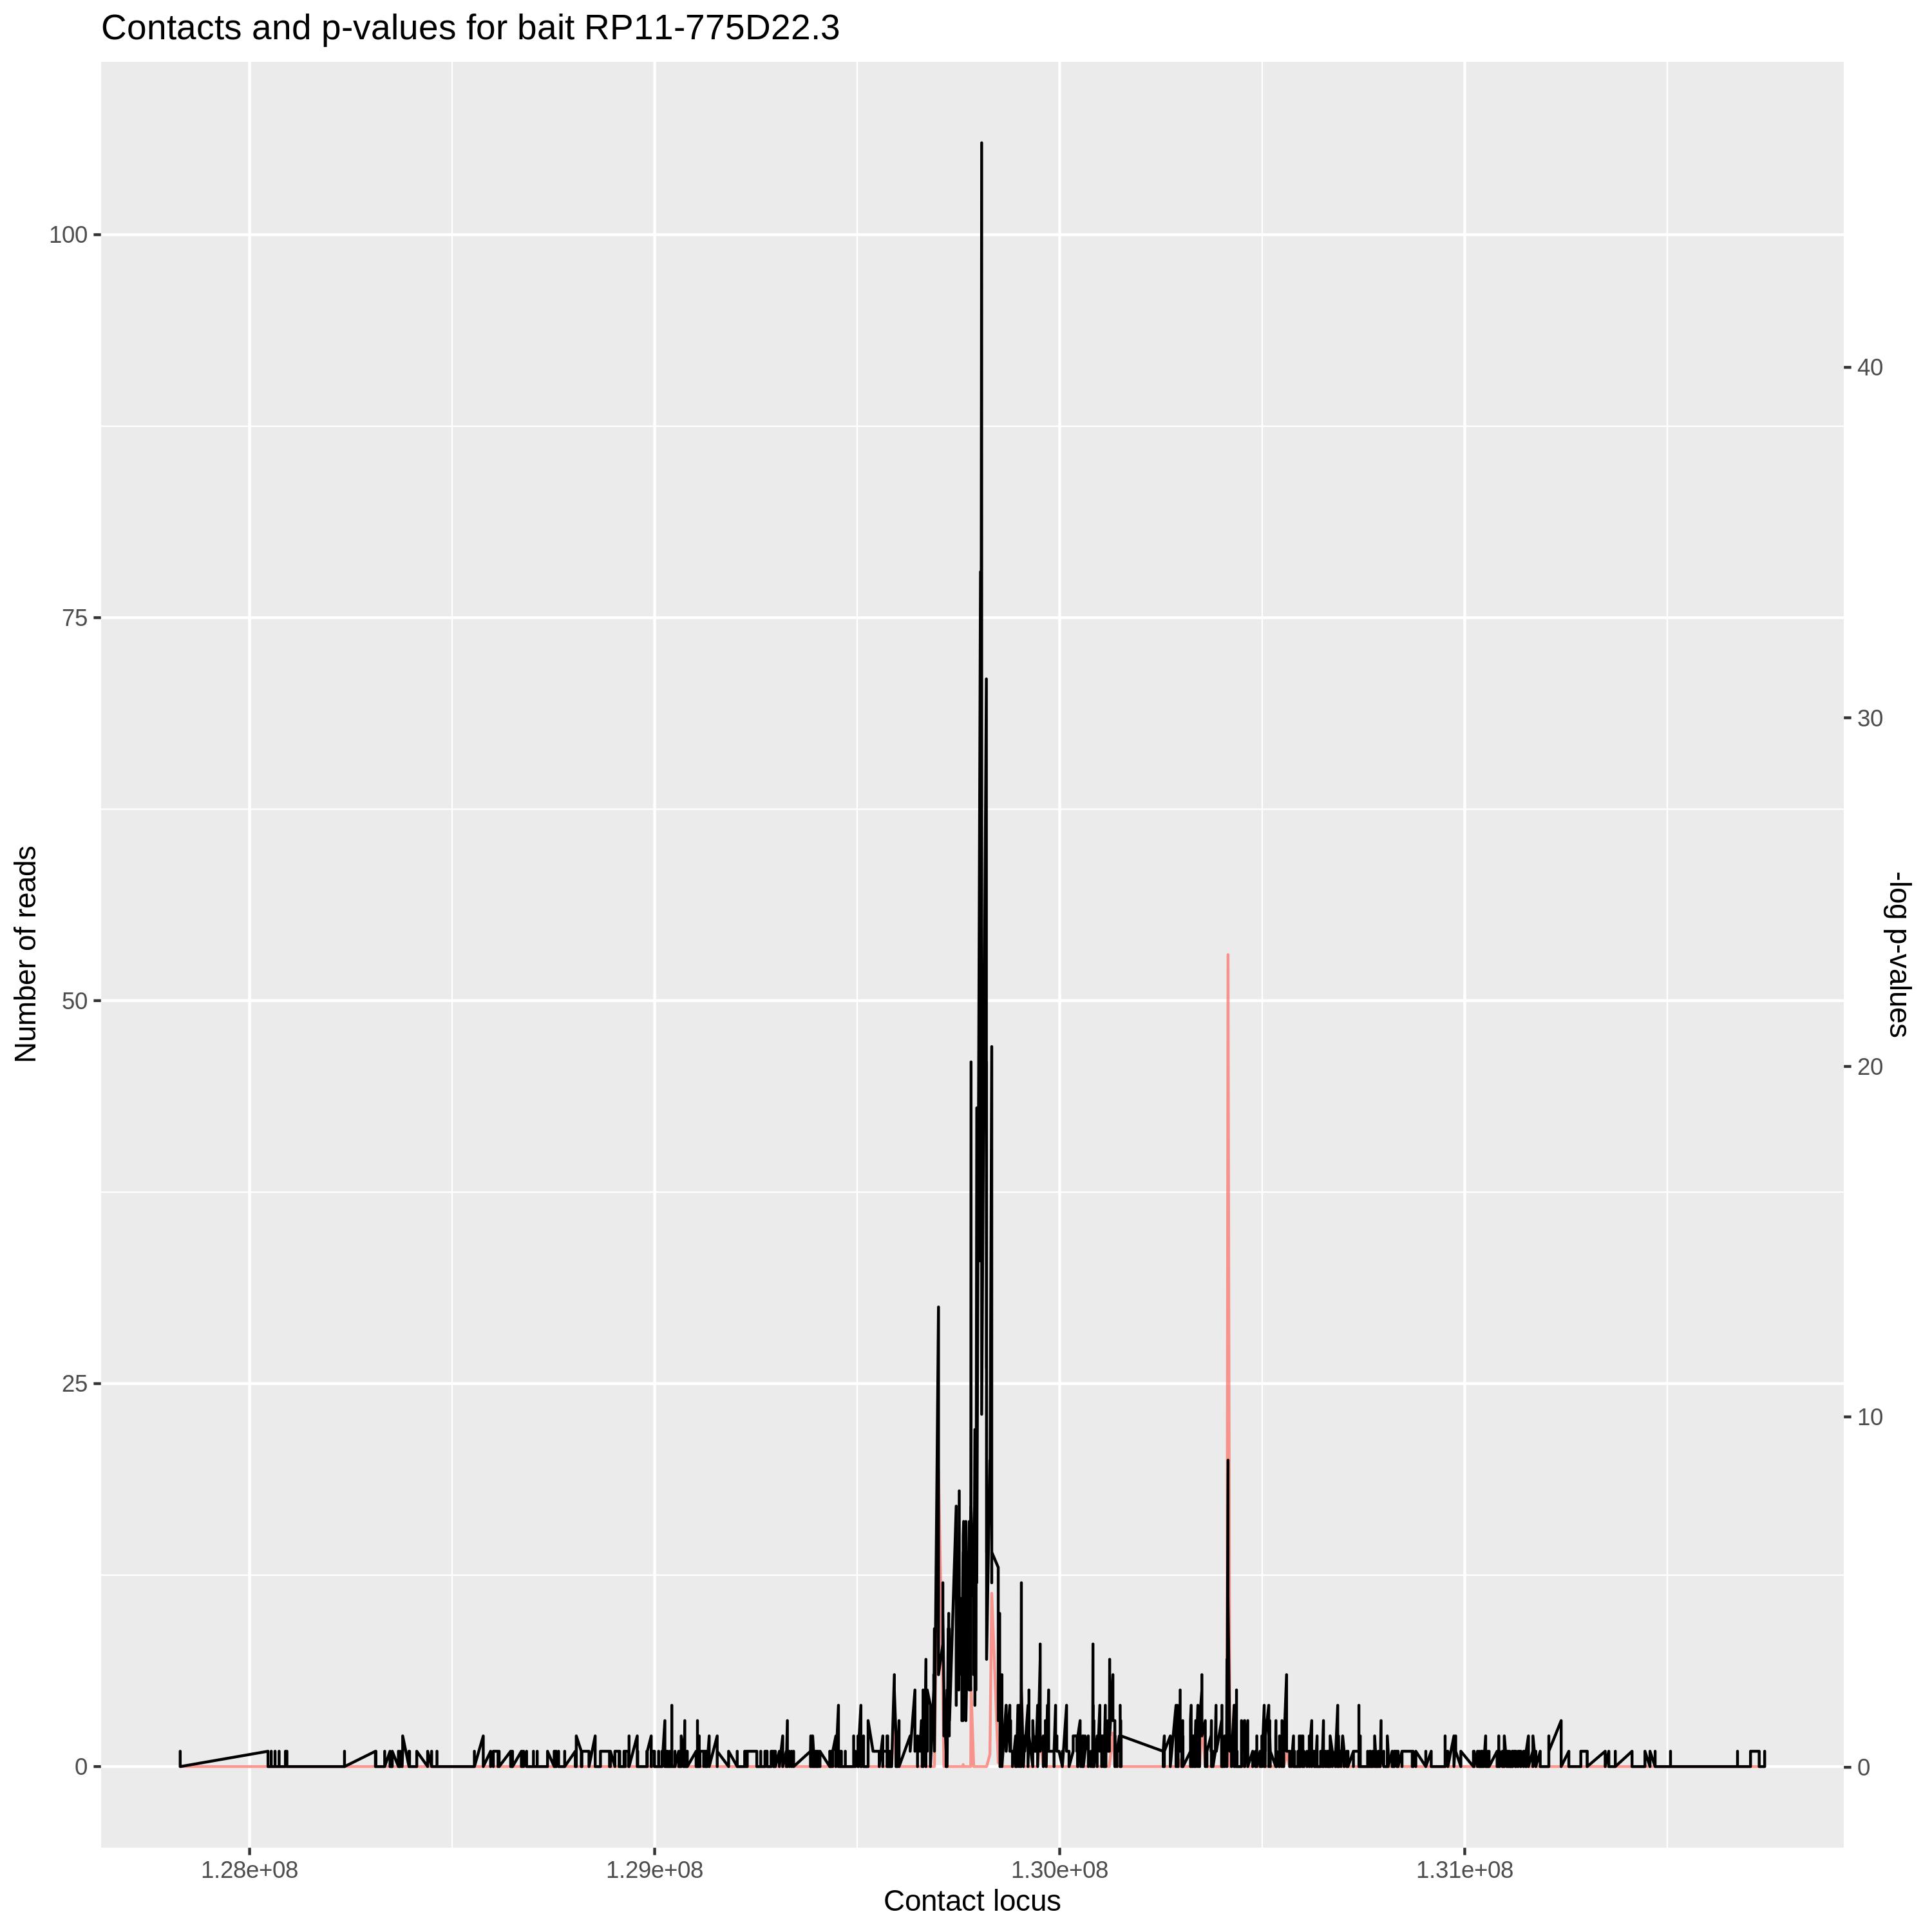 Contacts and p-values for bait RP11-775D22.3
100
75
50
25
0
Number of reads
40
30
20
10
0
-log p-values
1.28e+08
1.29e+08
1.30e+08
1.31e+08
Contact locus